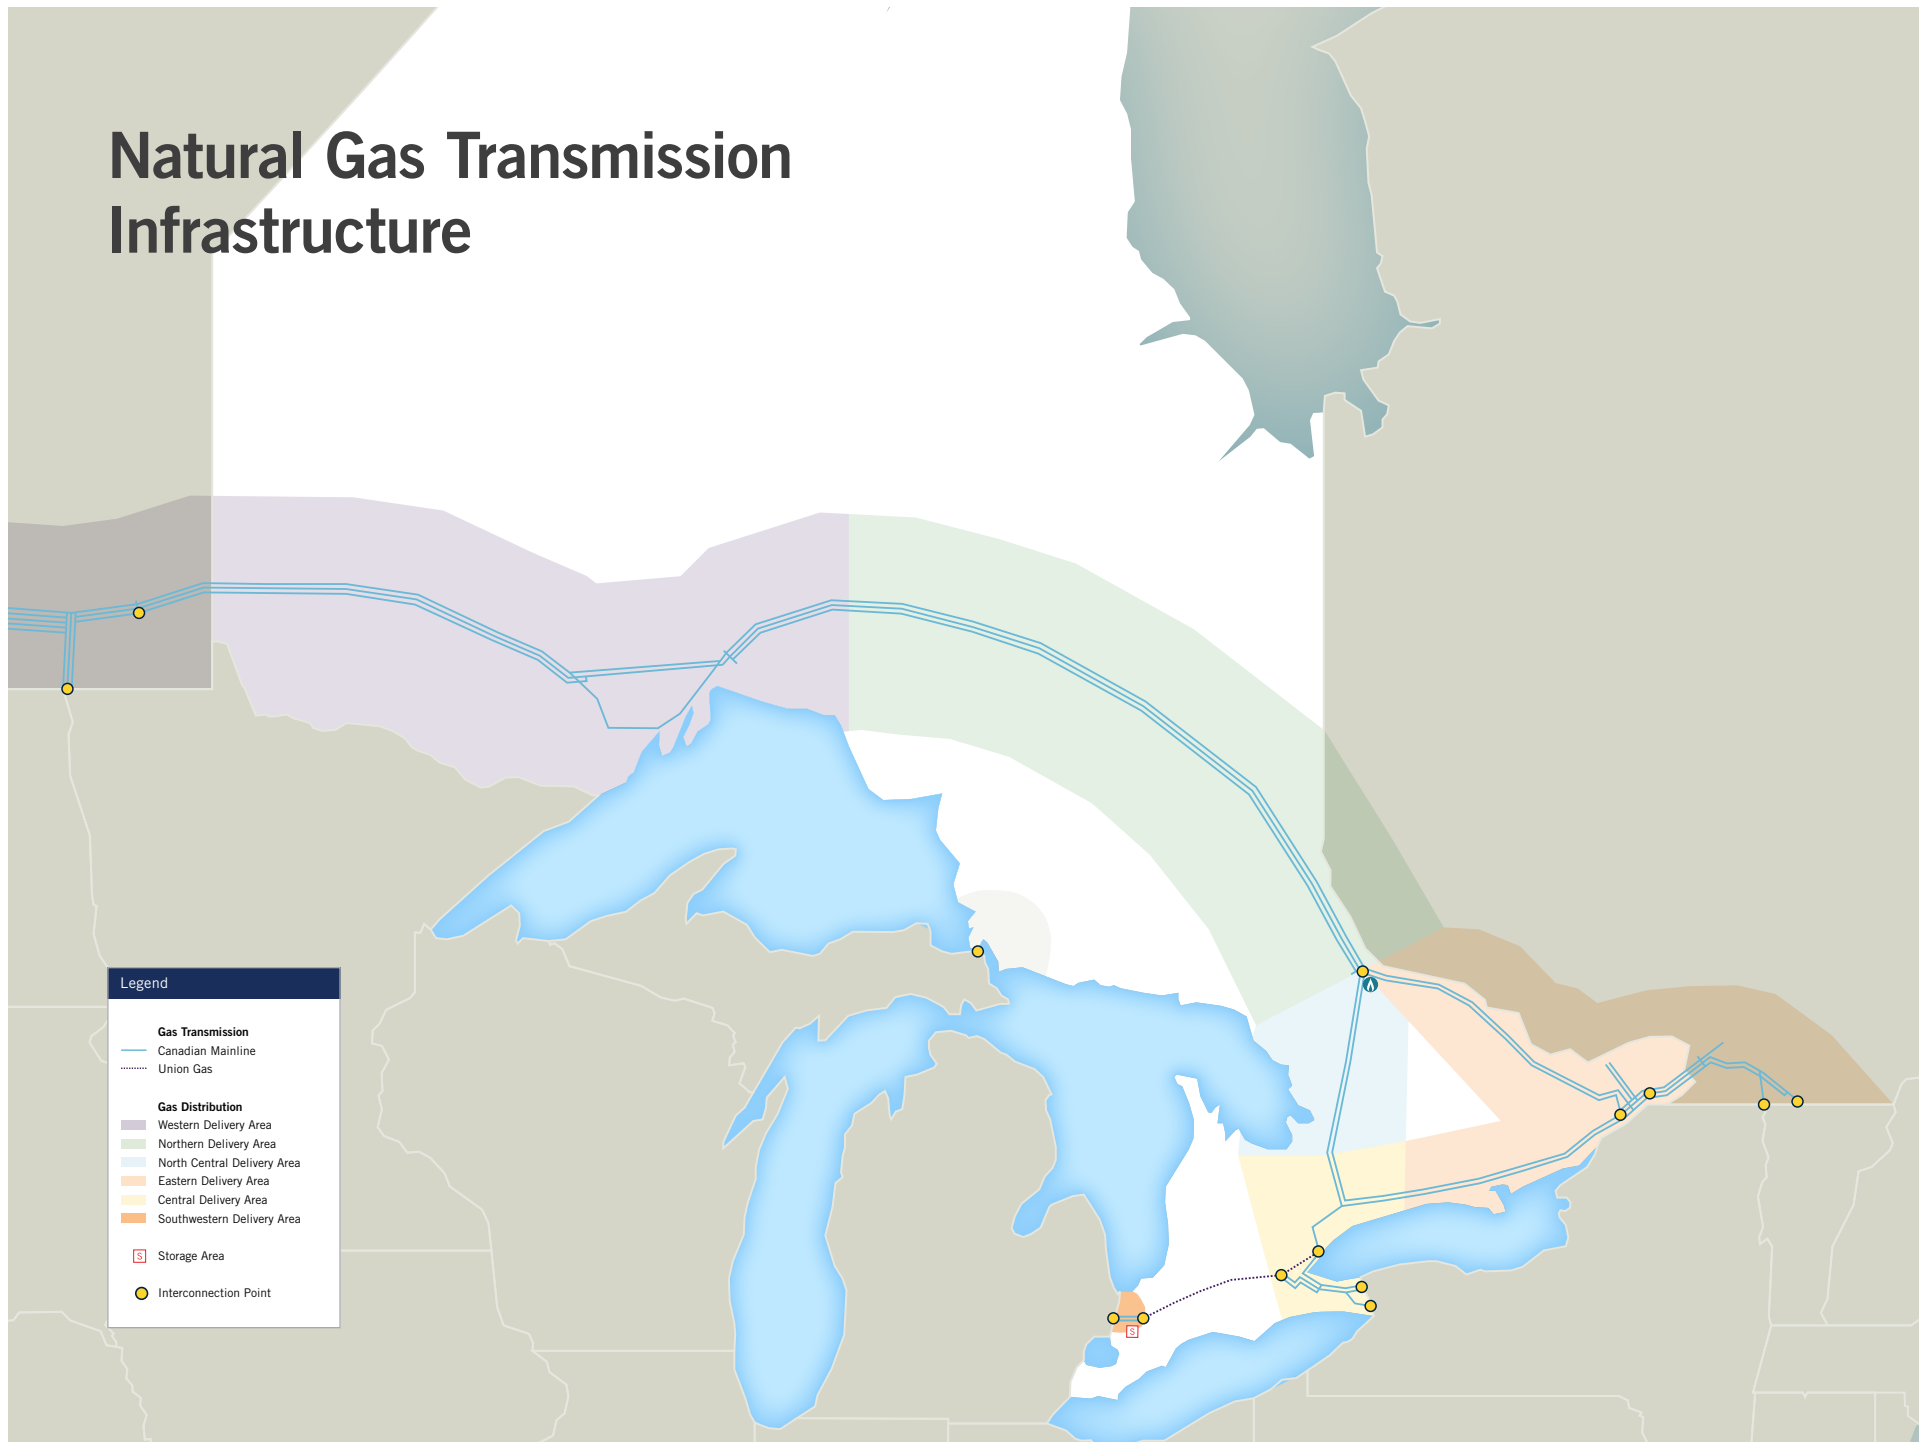 Natural Gas Transmission
Infrastructure
Legend
Gas Transmission
Canadian Mainline
Union Gas
Gas Distribution
Western Delivery Area
Northern Delivery Area
North Central Delivery Area
Eastern Delivery Area
Central Delivery Area
Southwestern Delivery Area
S Storage Area
Interconnection Point
S